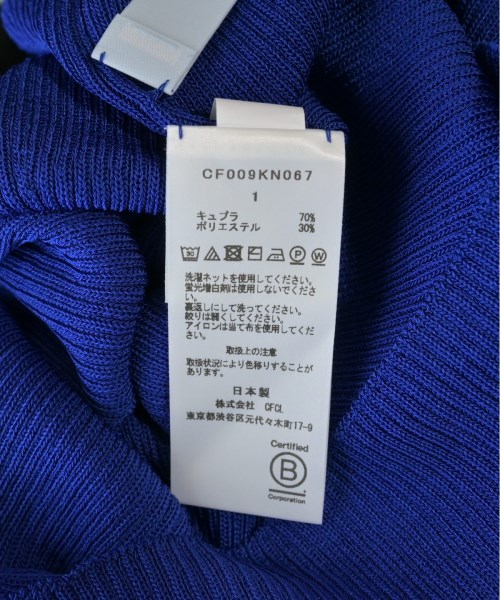 CF009KN067
1
キュプラ 70%
ポリエステル 30%
30 P W
洗濯ネットを使用してください。
蛍光増白剤は使用しないでください。
裏返しにして洗ってください。
絞りは弱くしてください。
アイロンは当て布を使用してください。
取扱上の注意
取扱状況により色移りすることがあります。
日本製
株式会社 CFCL
東京都渋谷区元代々木町17-9
Certified
B
Corporation